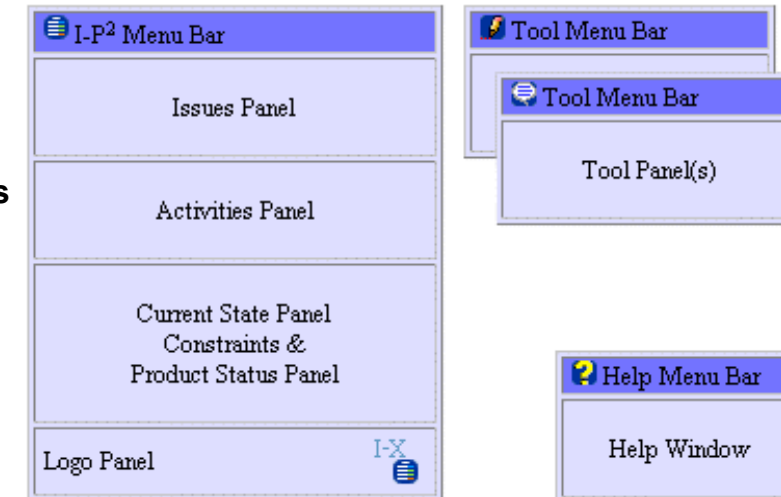 I-P² Menu Bar
Issues Panel
s
Activities Panel
Current State Panel
Constraints &
Product Status Panel
Logo Panel
I-X
Tool Menu Bar
Tool Menu Bar
Tool Panel(s)
Help Menu Bar
Help Window